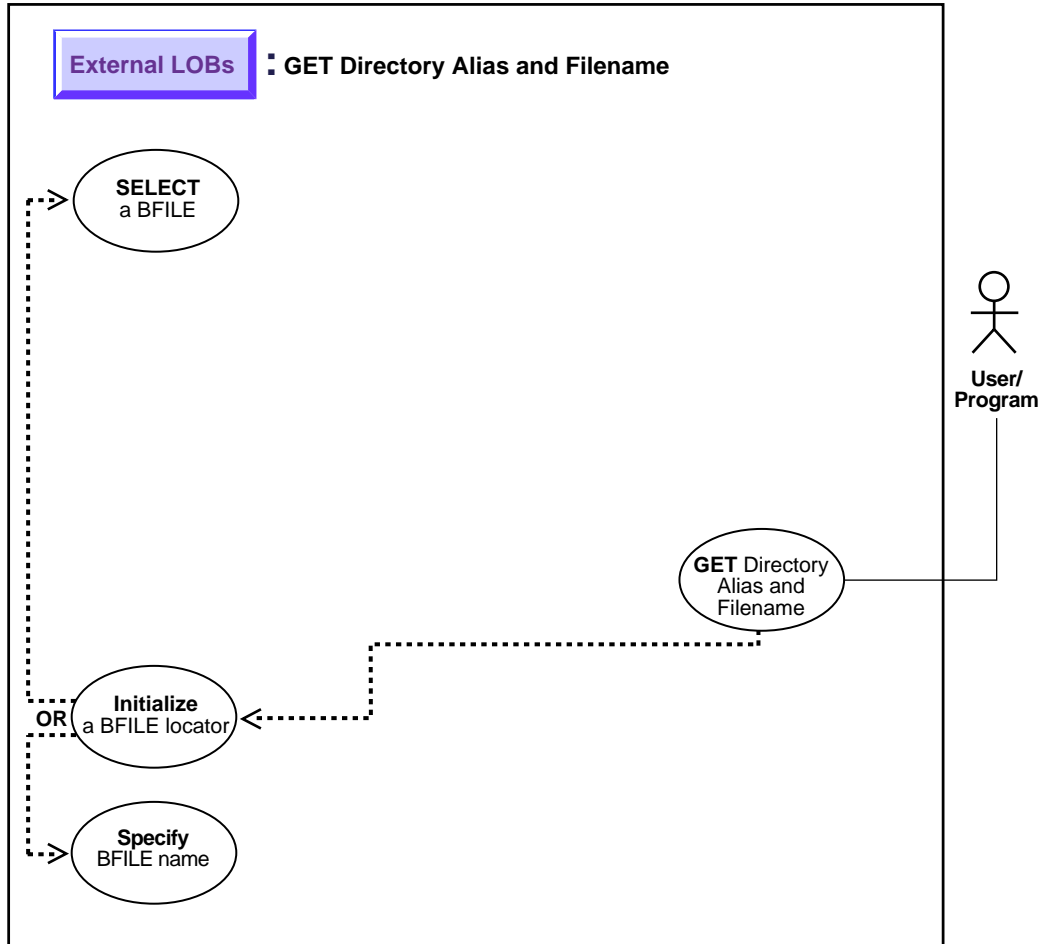 External LOBs : GET Directory Alias and Filename
SELECT
a BFILE
User/
Program
GET Directory
Alias and
Filename
Initialize
OR a BFILE locator
Specify
BFILE name